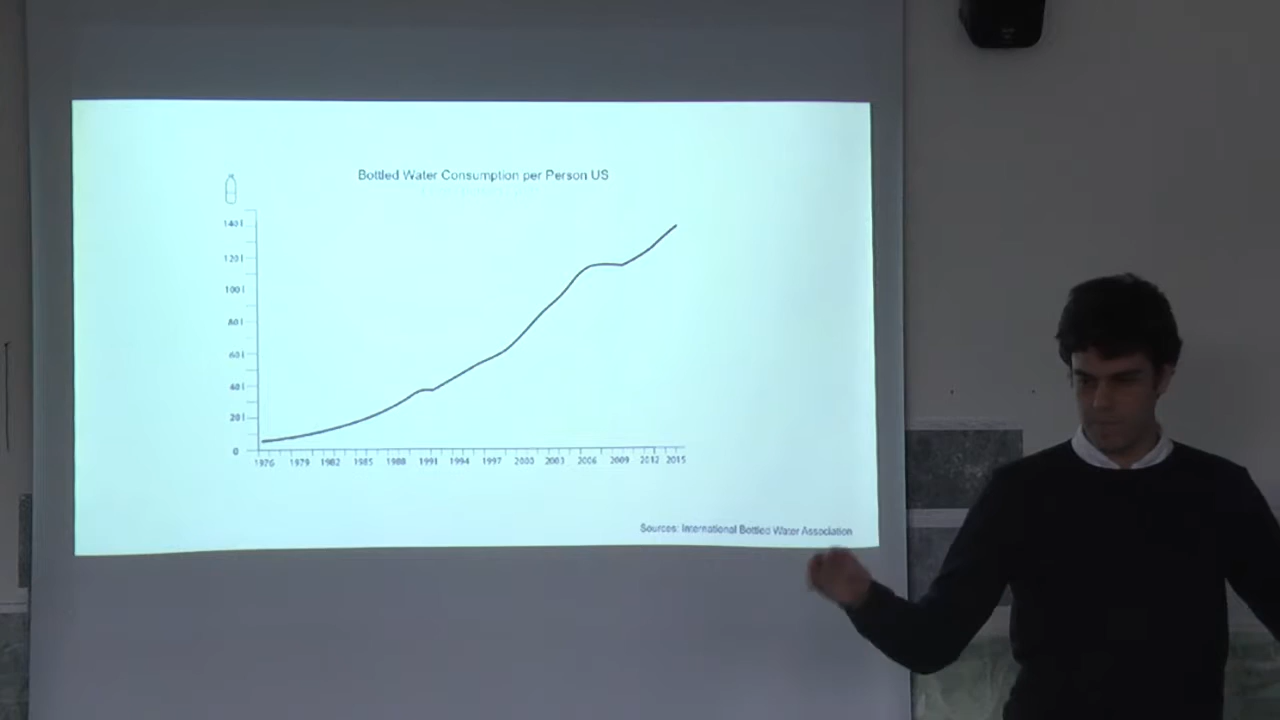 Bottled Water Consumption per Person US
140 l
120 l
100 l
80 l
60 l
40 l
20 l
0
1976 1979 1982 1985 1988 1991 1994 1997 2000 2003 2006 2009 2012 2015
Sources: International Bottled Water Association